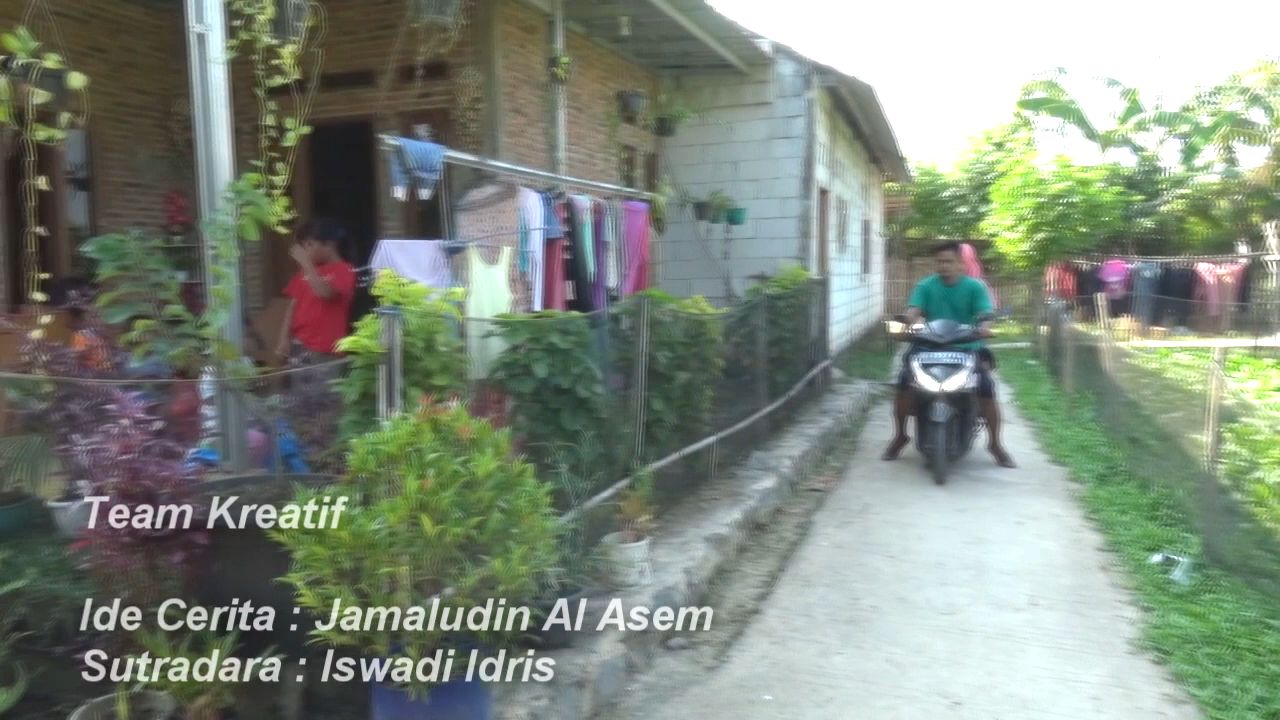 Team Kreatif
Ide Cerita : Jamaludin Al Asem
Sutradara : Iswadi Idris